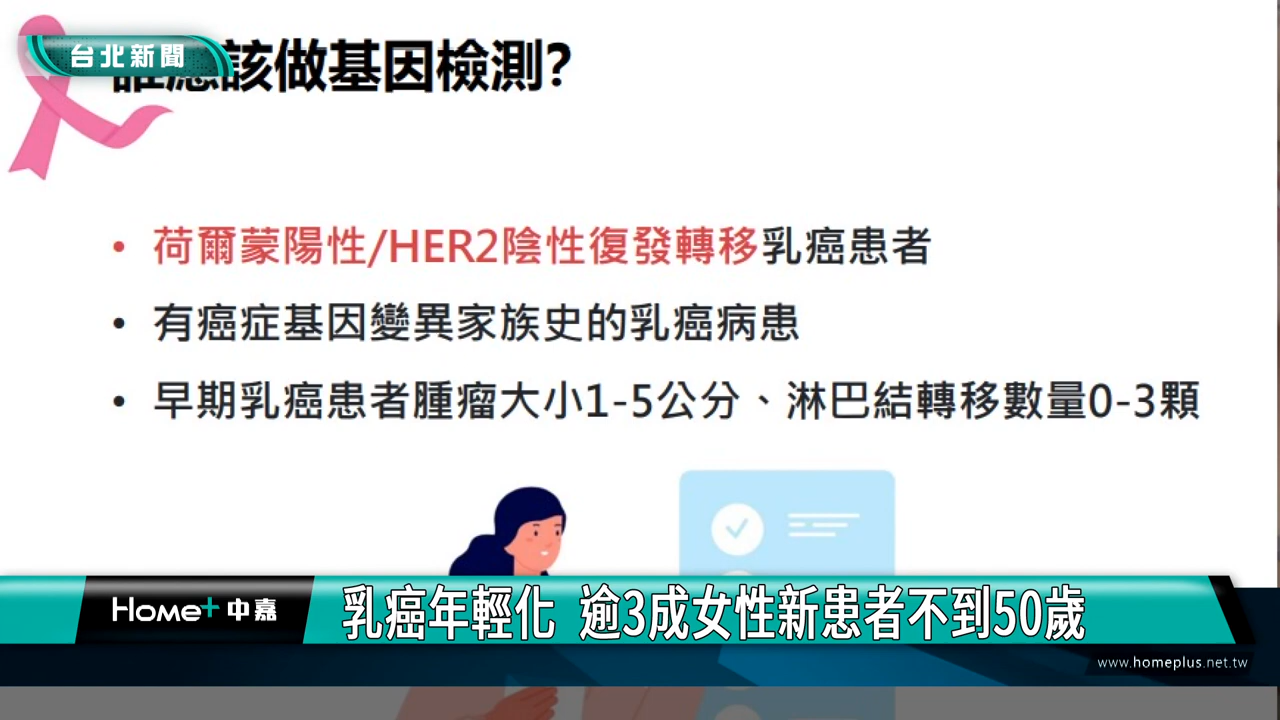 台北新聞
誰應該做基因檢測?
• 荷爾蒙陽性/HER2陰性復發轉移乳癌患者
• 有癌症基因變異家族史的乳癌病患
• 早期乳癌患者腫瘤大小1-5公分、淋巴結轉移數量0-3顆
Home+中嘉
乳癌年輕化 逾3成女性新患者不到50歲
www.homeplus.net.tw